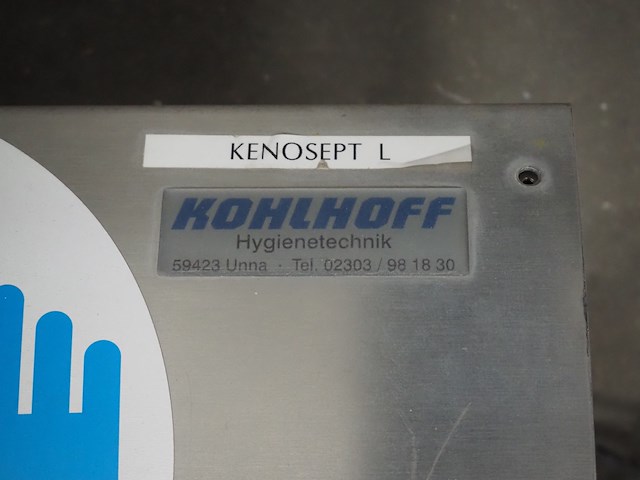 KENOSEPT L
KOHLHOFF
Hygienetechnik
59423 Unna · Tel. 02303 / 98 18 30